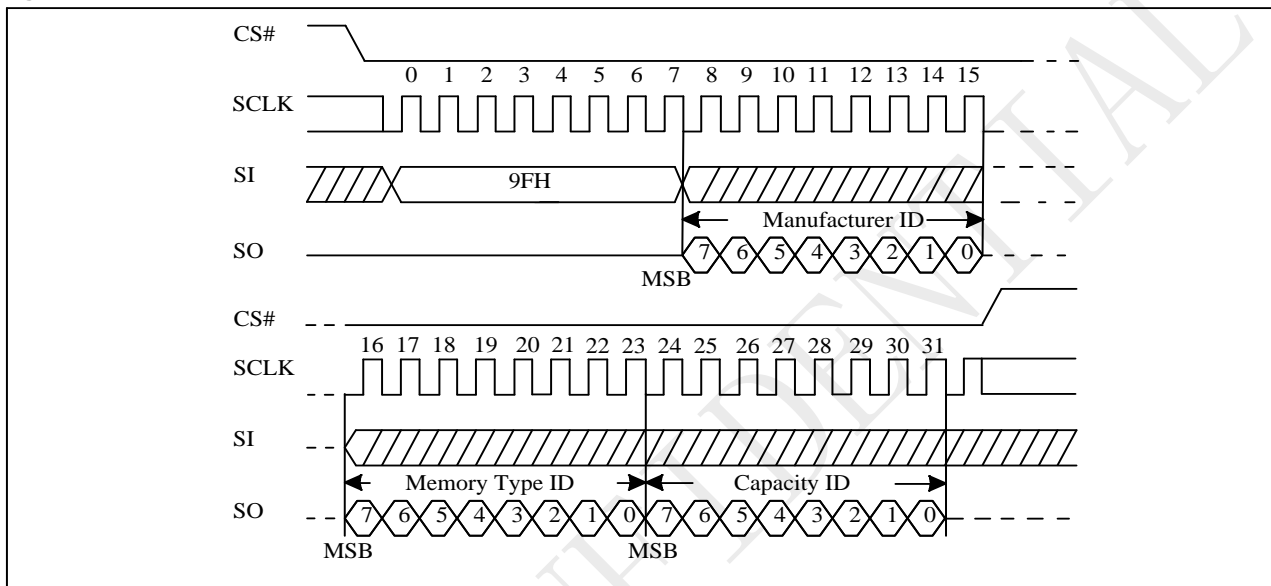 CS#
0 1 2 3 4 5 6 7 8 9 10 11 12 13 14 15
SCLK
SI
9FH
Manufacturer ID
SO
7 6 5 4 3 2 1 0
MSB
CS#
16 17 18 19 20 21 22 23 24 25 26 27 28 29 30 31
SCLK
SI
Memory Type ID Capacity ID
SO
7 6 5 4 3 2 1 0 7 6 5 4 3 2 1 0
MSB MSB
IDENTIAL